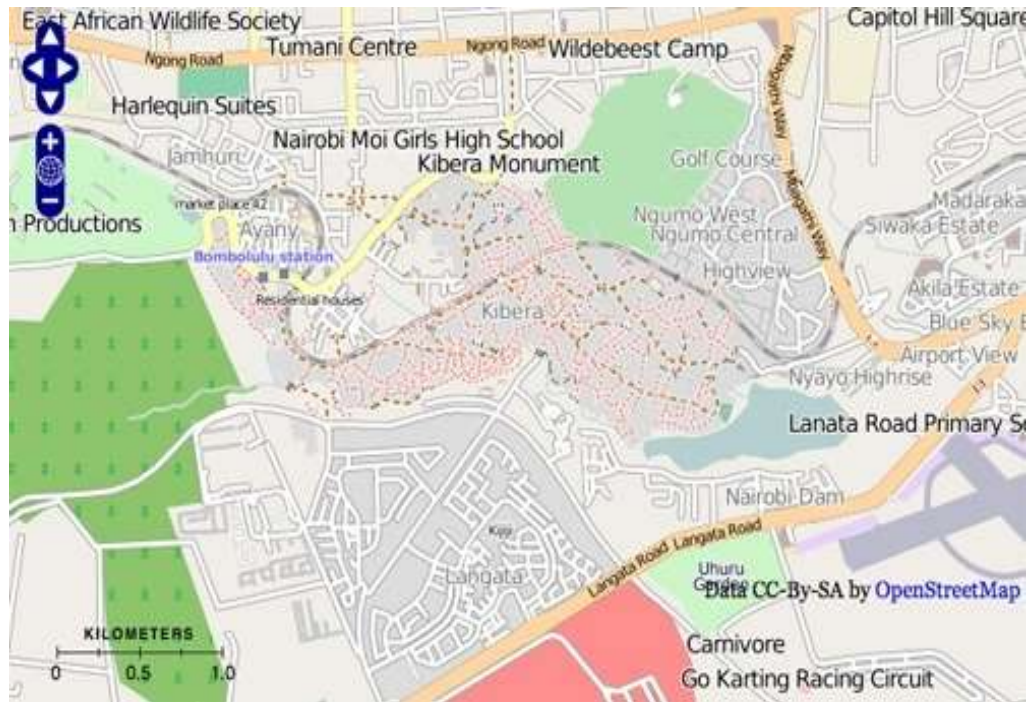 East African Wildlife Society
Capitol Hill Square
Tumani Centre
Ngong Road
Wildebeest Camp
Ngong Road
Mbagathi Way
Harlequin Suites
Nairobi Moi Girls High School
Kibera Monument
Jamhuri
Golf Course
+
−
market place 42
n Productions
Ayany
Bombolulu station
Ngumo West
Ngumo Central
Mbagathi Way
Madaraka
Siwaka Estate
Highview
Residential houses
Kibera
Akila Estate
Blue Sky E
Airport View
Nyayo Highrise
Lanata Road Primary Sc
Nairobi Dam
Langata
Langata Road
Langata Road
Uhuru
Garden
Data CC-By-SA by OpenStreetMap
KILOMETERS
0 0.5 1.0
Carnivore
Go Karting Racing Circuit